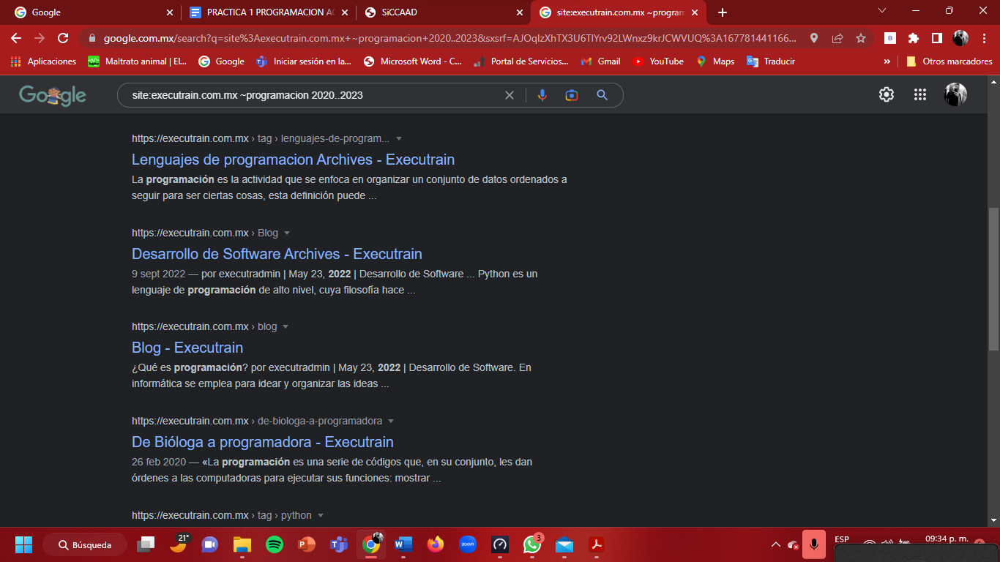 Google
PRACTICA 1 PROGRAMACION AC
SiCCAAD
site:executrain.com.mx ~program
google.com.mx/search?q=site%3Aexecutrain.com.mx+~programacion+2020..2023&sxsrf=AJOqlzXhTX3U6TlYrv92LWnxz9krJCWVUQ%3A167781441166...
B
Aplicaciones
Maltrato animal | El...
Google
Iniciar sesión en la...
Microsoft Word - C...
Portal de Servicios...
Gmail
YouTube
Maps
Traducir
»
Otros marcadores
Google
site:executrain.com.mx ~programacion 2020..2023
https://executrain.com.mx › tag › lenguajes-de-program...
Lenguajes de programacion Archives - Executrain
La programación es la actividad que se enfoca en organizar un conjunto de datos ordenados a
seguir para ser ciertas cosas, esta definición puede ...
https://executrain.com.mx › Blog
Desarrollo de Software Archives - Executrain
9 sept 2022 — por executradmin | May 23, 2022 | Desarrollo de Software ... Python es un
lenguaje de programación de alto nivel, cuya filosofía hace ...
https://executrain.com.mx › blog
Blog - Executrain
¿Qué es programación? por executradmin | May 23, 2022 | Desarrollo de Software. En
informática se emplea para idear y organizar las ideas ...
https://executrain.com.mx › de-biologa-a-programadora
De Bióloga a programadora - Executrain
26 feb 2020 — «La programación es una serie de códigos que, en su conjunto, les dan
órdenes a las computadoras para ejecutar sus funciones: mostrar ...
https://executrain.com.mx › tag › python
Búsqueda
21°
zoom
3
ESP
09:34 p. m.